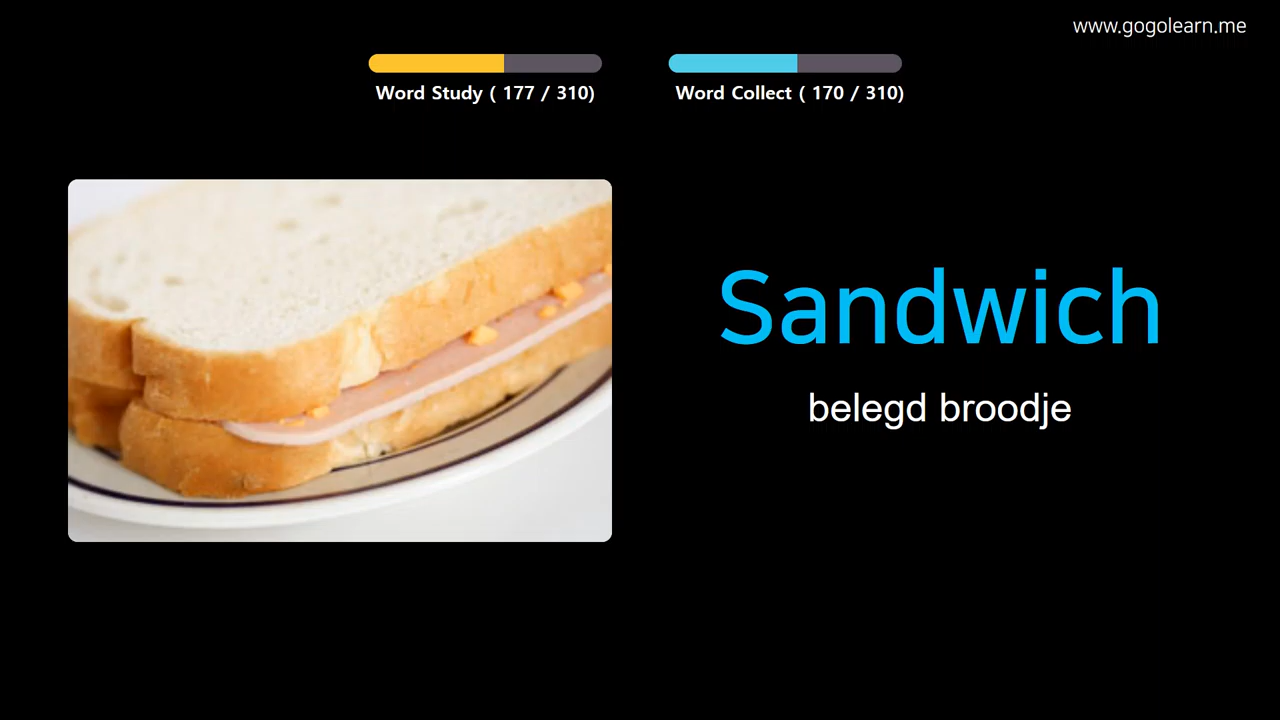 www.gogolearn.me
Word Study ( 177 / 310)
Word Collect ( 170 / 310)
Sandwich
belegd broodje